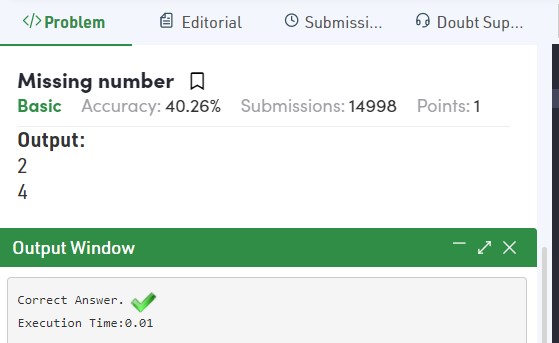 </> Problem Editorial Submissi... Doubt Sup...
Missing number
Basic Accuracy: 40.26% Submissions: 14998 Points: 1
Output:
2
4
Output Window
Correct Answer.
Execution Time:0.01